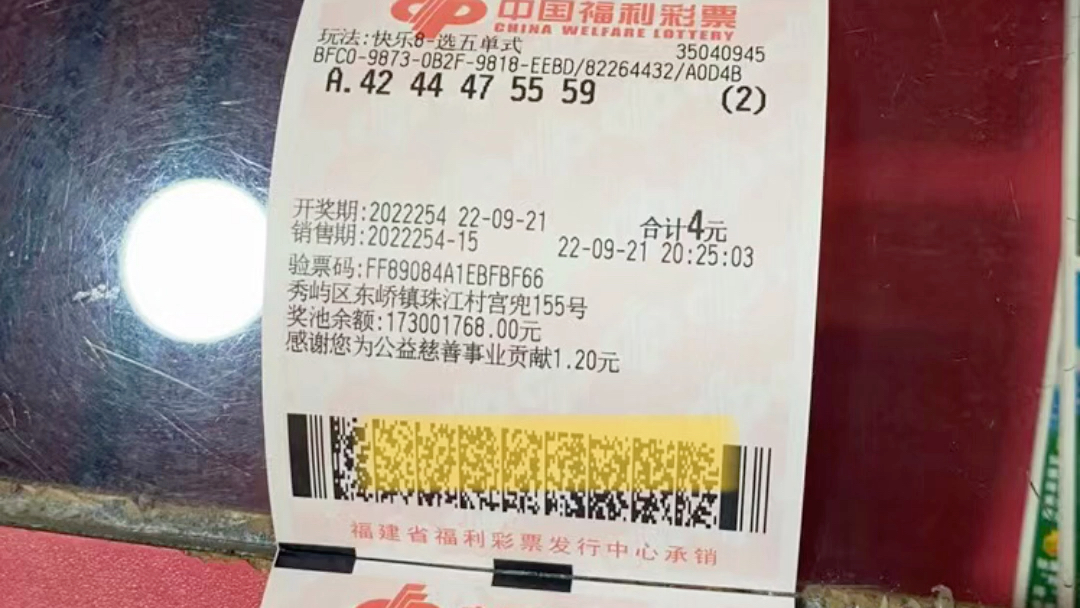 中国福利彩票
CHINA WELFARE LOTTERY
玩法:快乐8-选五单式 35040945
BFC0-9873-0B2F-9818-EEBD/82264432/A0D4B
A. 42 44 47 55 59 (2)
开奖期:2022254 22-09-21 合计4元
销售期:2022254-15 22-09-21 20:25:03
验票码:FF89084A1EBFBF66
秀屿区东峤镇珠江村宫兜155号
奖池余额:173001768.00元
感谢您为公益慈善事业贡献1.20元
福建省福利彩票发行中心承销